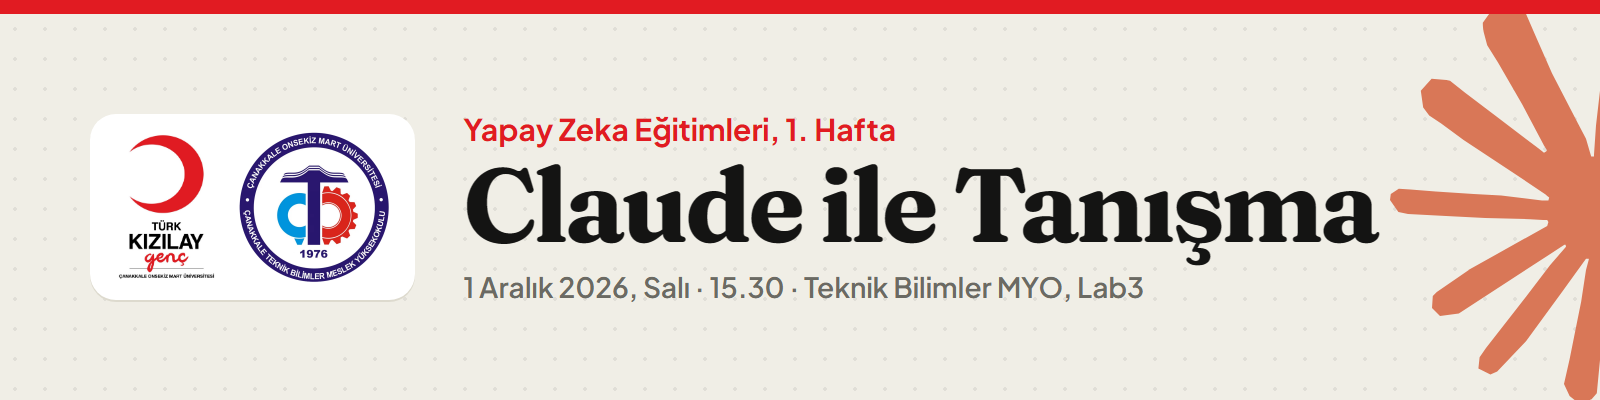 TÜRK
KIZILAY
genç
ÇANAKKALE ONSEKİZ MART ÜNİVERSİTESİ
ÇANAKKALE ONSEKİZ MART ÜNİVERSİTESİ
ÇANAKKALE TEKNİK BİLİMLER MESLEK YÜKSEKOKULU
1976
Yapay Zeka Eğitimleri, 1. Hafta
Claude ile Tanışma
1 Aralık 2026, Salı · 15.30 · Teknik Bilimler MYO, Lab3